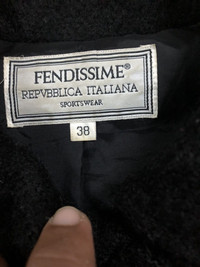 FENDISSIME®
REPVBBLICA ITALIANA
SPORTSWEAR
38